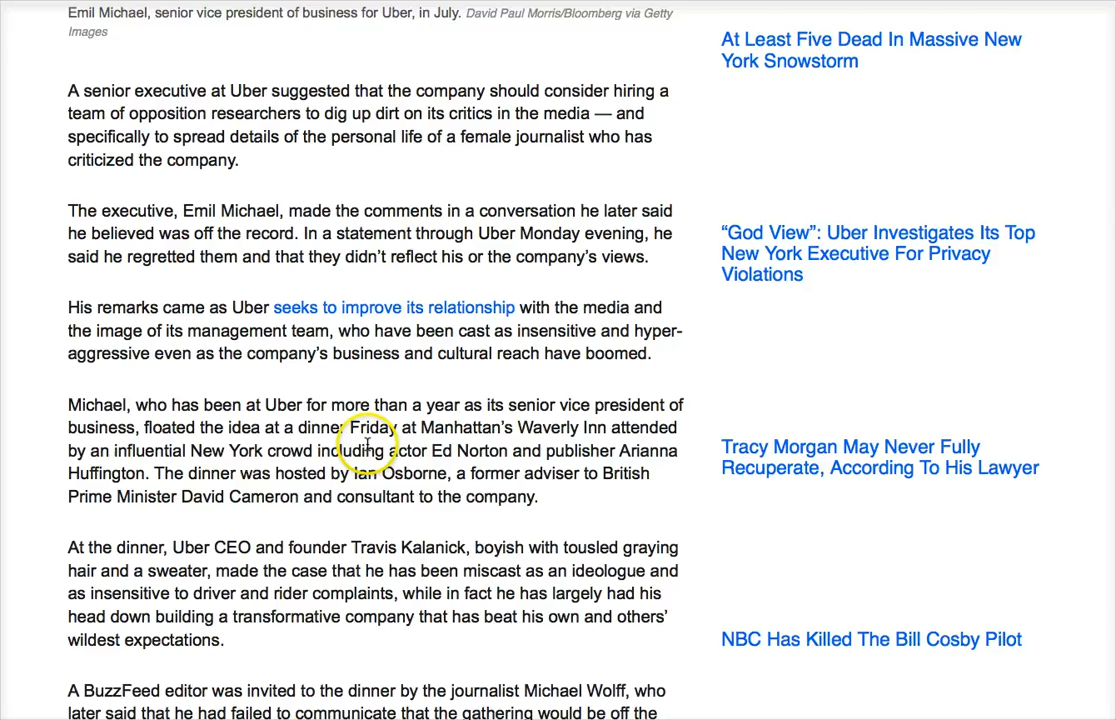 Emil Michael, senior vice president of business for Uber, in July. David Paul Morris/Bloomberg via Getty
Images
A senior executive at Uber suggested that the company should consider hiring a
team of opposition researchers to dig up dirt on its critics in the media — and
specifically to spread details of the personal life of a female journalist who has
criticized the company.
The executive, Emil Michael, made the comments in a conversation he later said
he believed was off the record. In a statement through Uber Monday evening, he
said he regretted them and that they didn’t reflect his or the company’s views.
His remarks came as Uber seeks to improve its relationship with the media and
the image of its management team, who have been cast as insensitive and hyper-
aggressive even as the company’s business and cultural reach have boomed.
Michael, who has been at Uber for more than a year as its senior vice president of
business, floated the idea at a dinner Friday at Manhattan’s Waverly Inn attended
by an influential New York crowd including actor Ed Norton and publisher Arianna
Huffington. The dinner was hosted by Ian Osborne, a former adviser to British
Prime Minister David Cameron and consultant to the company.
At the dinner, Uber CEO and founder Travis Kalanick, boyish with tousled graying
hair and a sweater, made the case that he has been miscast as an ideologue and
as insensitive to driver and rider complaints, while in fact he has largely had his
head down building a transformative company that has beat his own and others’
wildest expectations.
A BuzzFeed editor was invited to the dinner by the journalist Michael Wolff, who
later said that he had failed to communicate that the gathering would be off the
At Least Five Dead In Massive New
York Snowstorm
“God View”: Uber Investigates Its Top
New York Executive For Privacy
Violations
Tracy Morgan May Never Fully
Recuperate, According To His Lawyer
NBC Has Killed The Bill Cosby Pilot